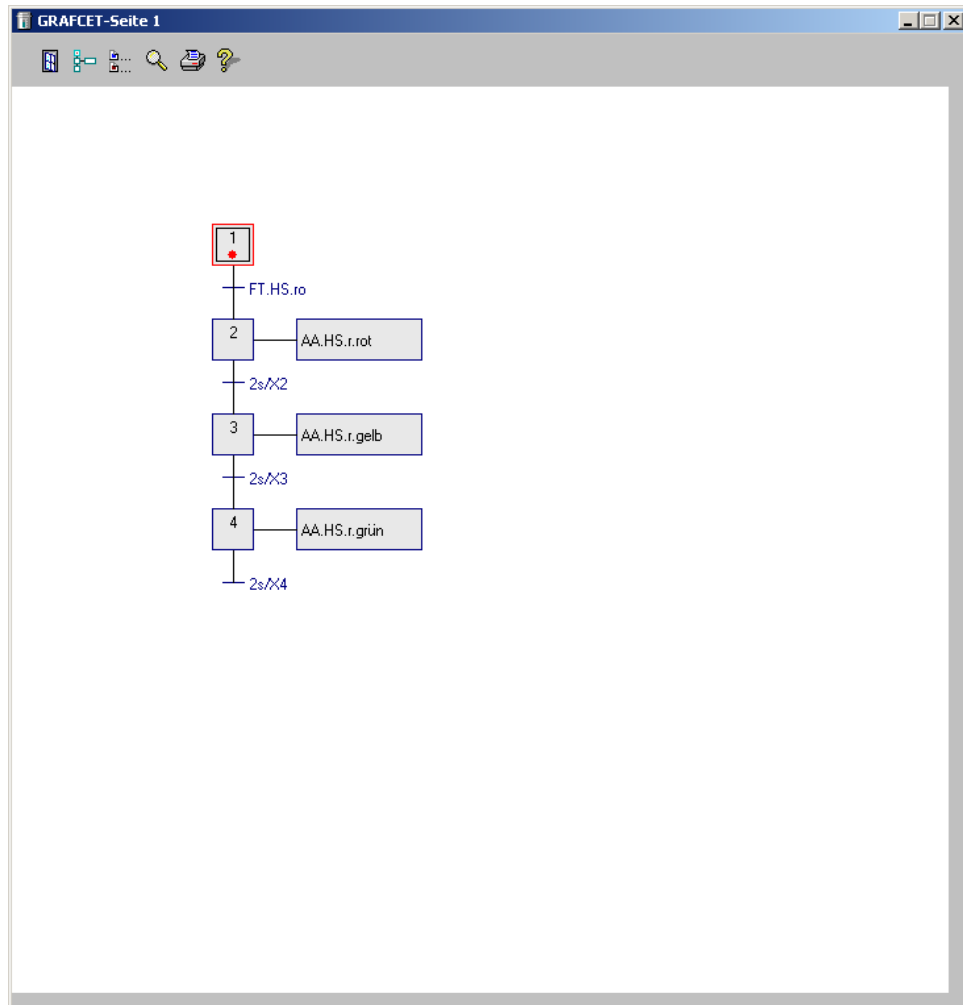 GRAFCET-Seite 1
1
FT.HS.ro
2
AA.HS.r.rot
2s/X2
3
AA.HS.r.gelb
2s/X3
4
AA.HS.r.grün
2s/X4